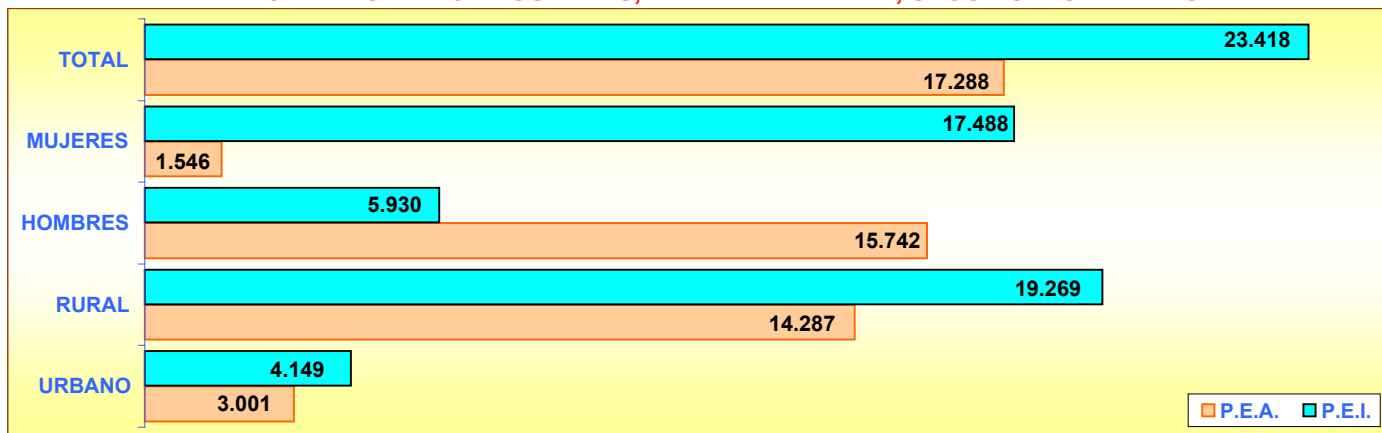 23.418
TOTAL
17.288
17.488
MUJERES
1.546
5.930
HOMBRES
15.742
19.269
RURAL
14.287
4.149
URBANO
3.001
P.E.A. P.E.I.